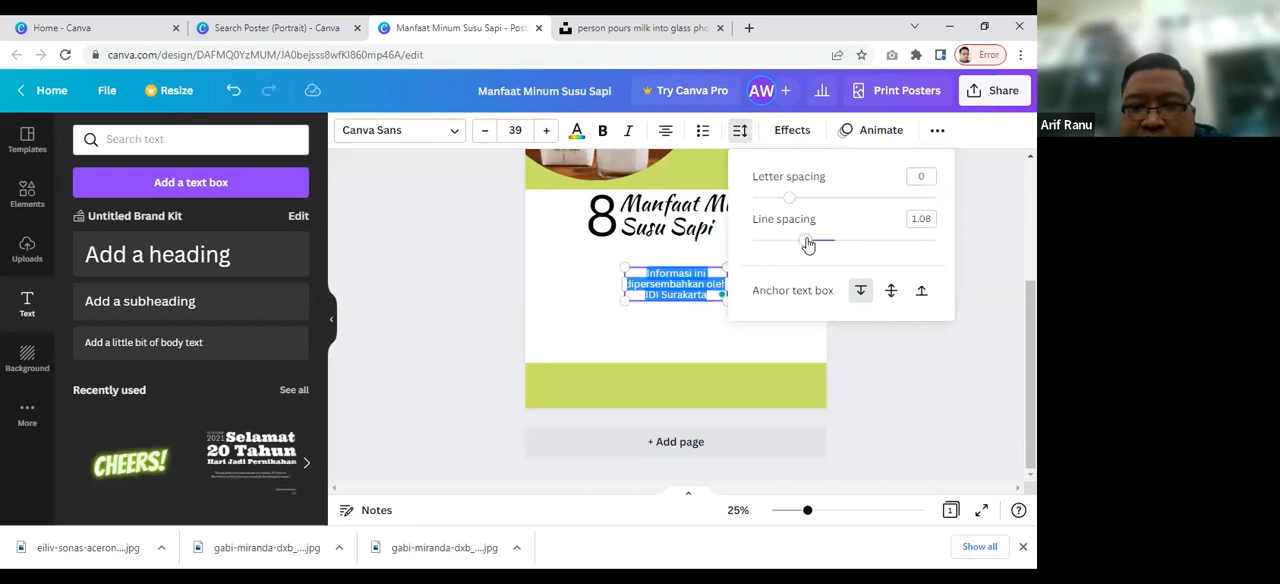 Home - Canva
Search Poster (Portrait) - Canva
Manfaat Minum Susu Sapi - Post
person pours milk into glass pho
canva.com/design/DAFMQ0YzMUM/JA0bejsss8wfKl860mp46A/edit
Error
Home
File
Resize
Manfaat Minum Susu Sapi
Try Canva Pro
AW
Print Posters
Share
Arif Ranu
Templates
Elements
Uploads
Text
Background
More
Search text
Add a text box
Untitled Brand Kit
Edit
Add a heading
Add a subheading
Add a little bit of body text
Recently used
See all
CHEERS!
2021
Selamat
20 Tahun
Hari Jadi Pernikahan
Canva Sans
39
B
I
Effects
Animate
Letter spacing
0
Line spacing
1.08
Anchor text box
8 Manfaat Mi
Susu Sapi
Informasi ini
dipersembahkan oleh
IDI Surakarta
+ Add page
Notes
25%
1
eiliv-sonas-aceron....jpg
gabi-miranda-dxb_....jpg
gabi-miranda-dxb_....jpg
Show all